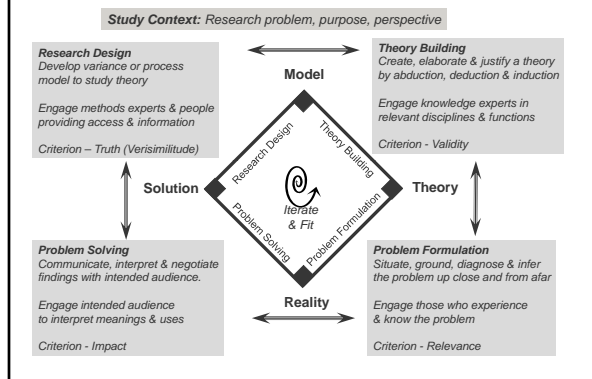 Study Context: Research problem, purpose, perspective
Research Design
Develop variance or process
model to study theory
Engage methods experts & people
providing access & information
Criterion – Truth (Verisimilitude)
Theory Building
Create, elaborate & justify a theory
by abduction, deduction & induction
Engage knowledge experts in
relevant disciplines & functions
Criterion - Validity
Model
Research Design
Theory Building
Solution
Iterate
& Fit
Theory
Problem Solving
Problem Formulation
Reality
Problem Solving
Communicate, interpret & negotiate
findings with intended audience.
Engage intended audience
to interpret meanings & uses
Criterion - Impact
Problem Formulation
Situate, ground, diagnose & infer
the problem up close and from afar
Engage those who experience
& know the problem
Criterion - Relevance